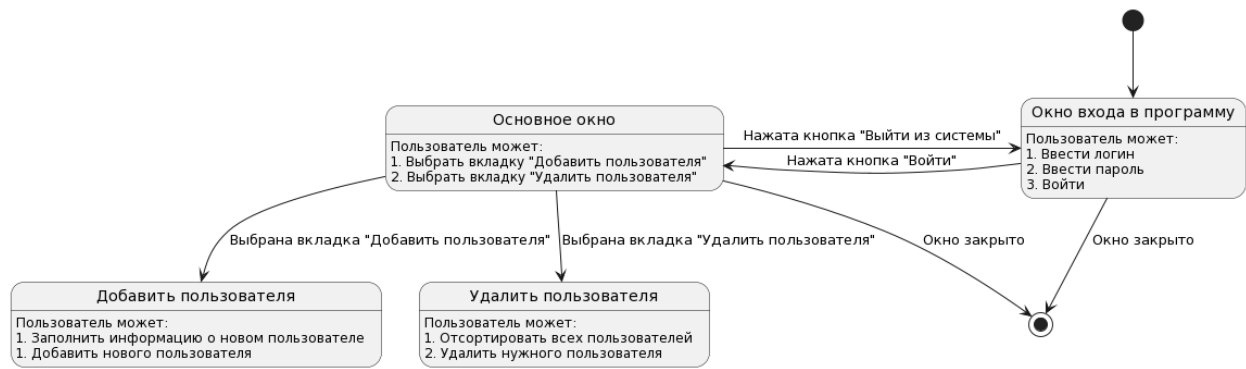 Окно входа в программу
Пользователь может:
1. Ввести логин
2. Ввести пароль
3. Войти
Основное окно
Пользователь может:
1. Выбрать вкладку "Добавить пользователя"
2. Выбрать вкладку "Удалить пользователя"
Нажата кнопка "Выйти из системы"
Нажата кнопка "Войти"
Выбрана вкладка "Добавить пользователя"
Выбрана вкладка "Удалить пользователя"
Окно закрыто
Окно закрыто
Добавить пользователя
Пользователь может:
1. Заполнить информацию о новом пользователе
1. Добавить нового пользователя
Удалить пользователя
Пользователь может:
1. Отсортировать всех пользователей
2. Удалить нужного пользователя